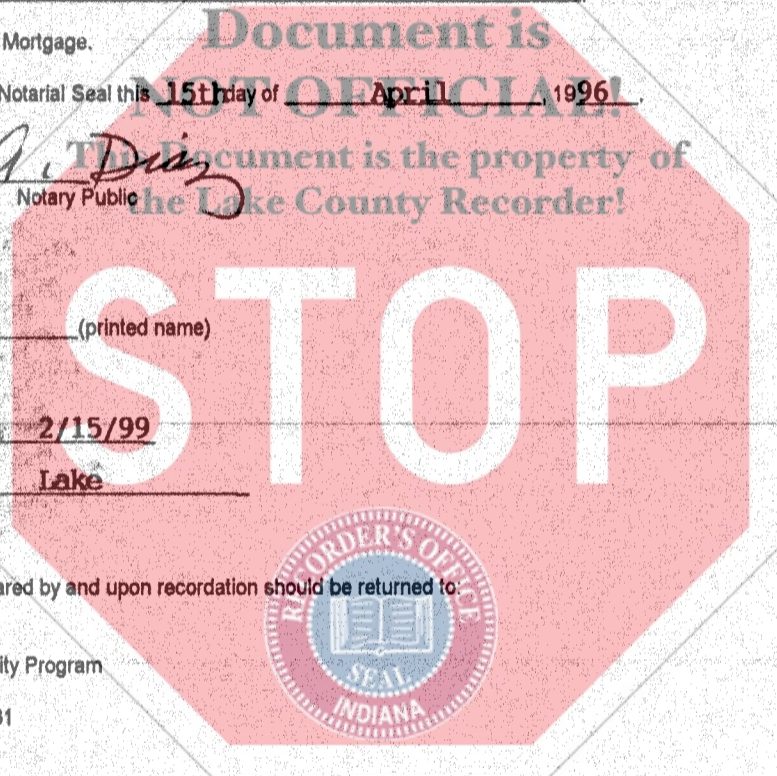 Document is
Mortgage.
NOT OFFICIAL!
Notarial Seal this 15th day of April, 1996.
This Document is the property of
A. Diaz
the Lake County Recorder!
Notary Public
STOP
(printed name)
2/15/99
Lake
RECORDER'S OFFICE
ared by and upon recordation should be returned to:
SEAL
ity Program
INDIANA
31